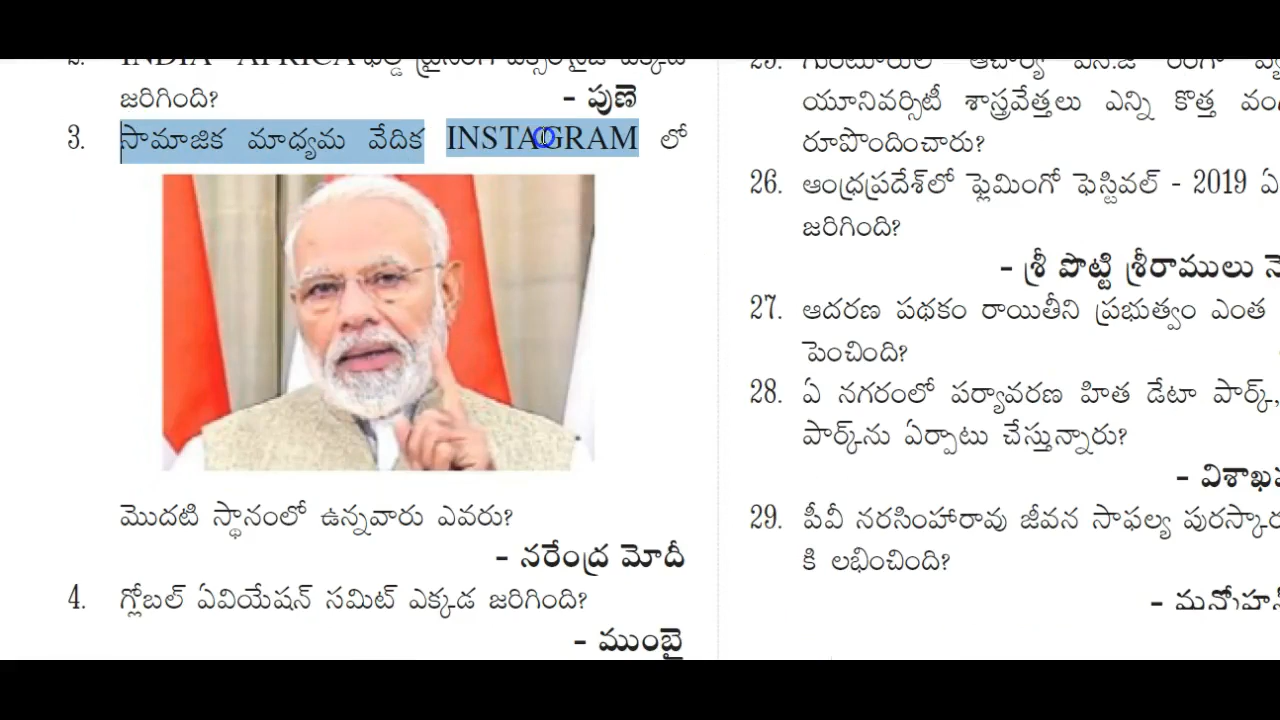 జరిగింది?
- పుణె
3. సామాజిక మాధ్యమ వేదిక INSTAGRAM లో
మొదటి స్థానంలో ఉన్నవారు ఎవరు?
- నరేంద్ర మోదీ
4. గ్లోబల్ ఏవియేషన్ సమిట్ ఎక్కడ జరిగింది?
- ముంబై
యూనివర్సిటీ శాస్త్రవేత్తలు ఎన్ని కొత్త
రూపొందించారు?
26. ఆంధ్రప్రదేశ్‌లో ఫ్లెమింగో ఫెస్టివల్ - 2019 ఏ
జరిగింది?
- శ్రీ పొట్టి శ్రీరాములు
27. ఆదరణ పథకం రాయితీని ప్రభుత్వం ఎంత
పెంచింది?
28. ఏ నగరంలో పర్యావరణ హిత డేటా పార్క్,
పార్క్‌ను ఏర్పాటు చేస్తున్నారు?
29. పీవీ నరసింహారావు జీవన సాఫల్య
కి లభించింది?